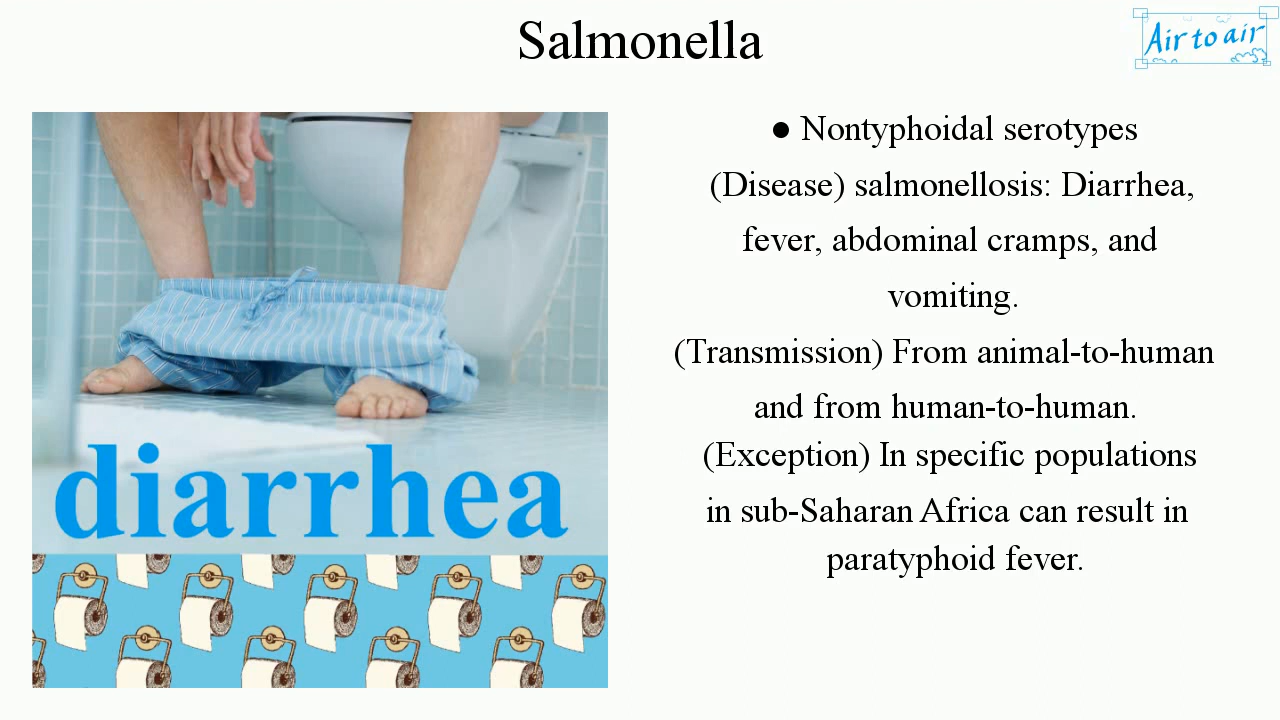 Salmonella
Air to air
● Nontyphoidal serotypes
(Disease) salmonellosis: Diarrhea,
fever, abdominal cramps, and
vomiting.
(Transmission) From animal-to-human
and from human-to-human.
(Exception) In specific populations
in sub-Saharan Africa can result in
paratyphoid fever.
diarrhea